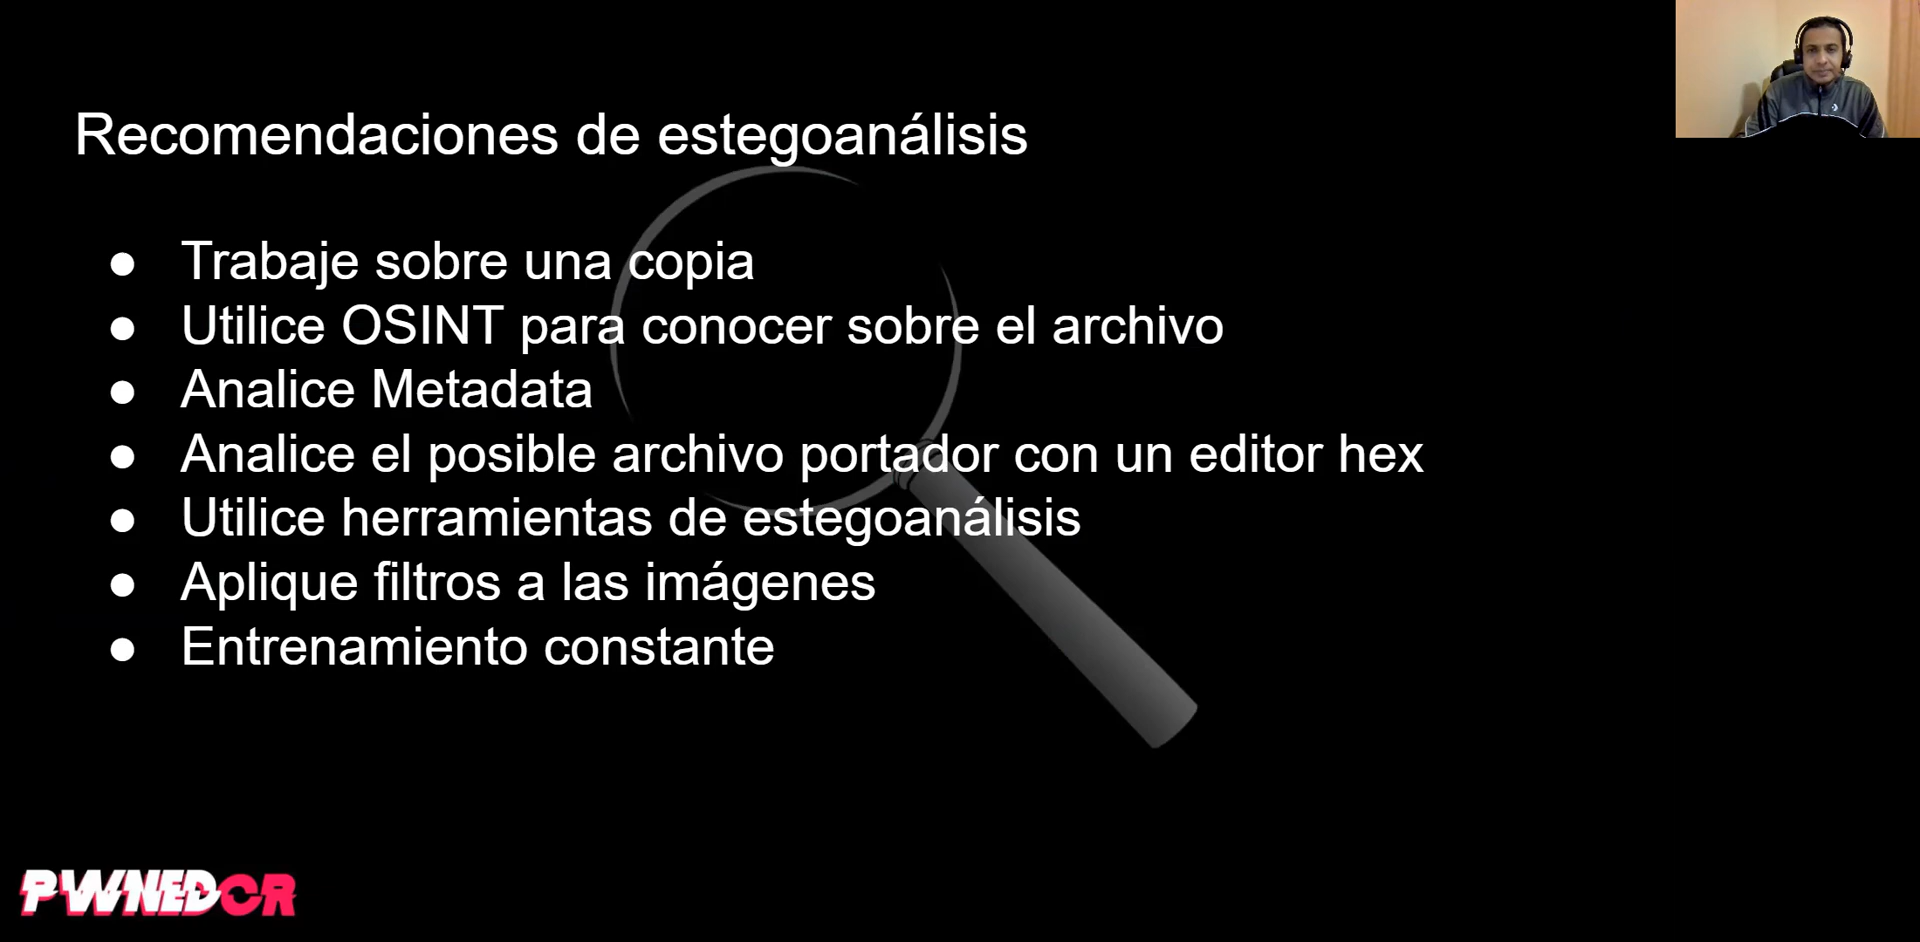 Recomendaciones de estegoanálisis
● Trabaje sobre una copia
● Utilice OSINT para conocer sobre el archivo
● Analice Metadata
● Analice el posible archivo portador con un editor hex
● Utilice herramientas de estegoanálisis
● Aplique filtros a las imágenes
● Entrenamiento constante
PWNEDCR